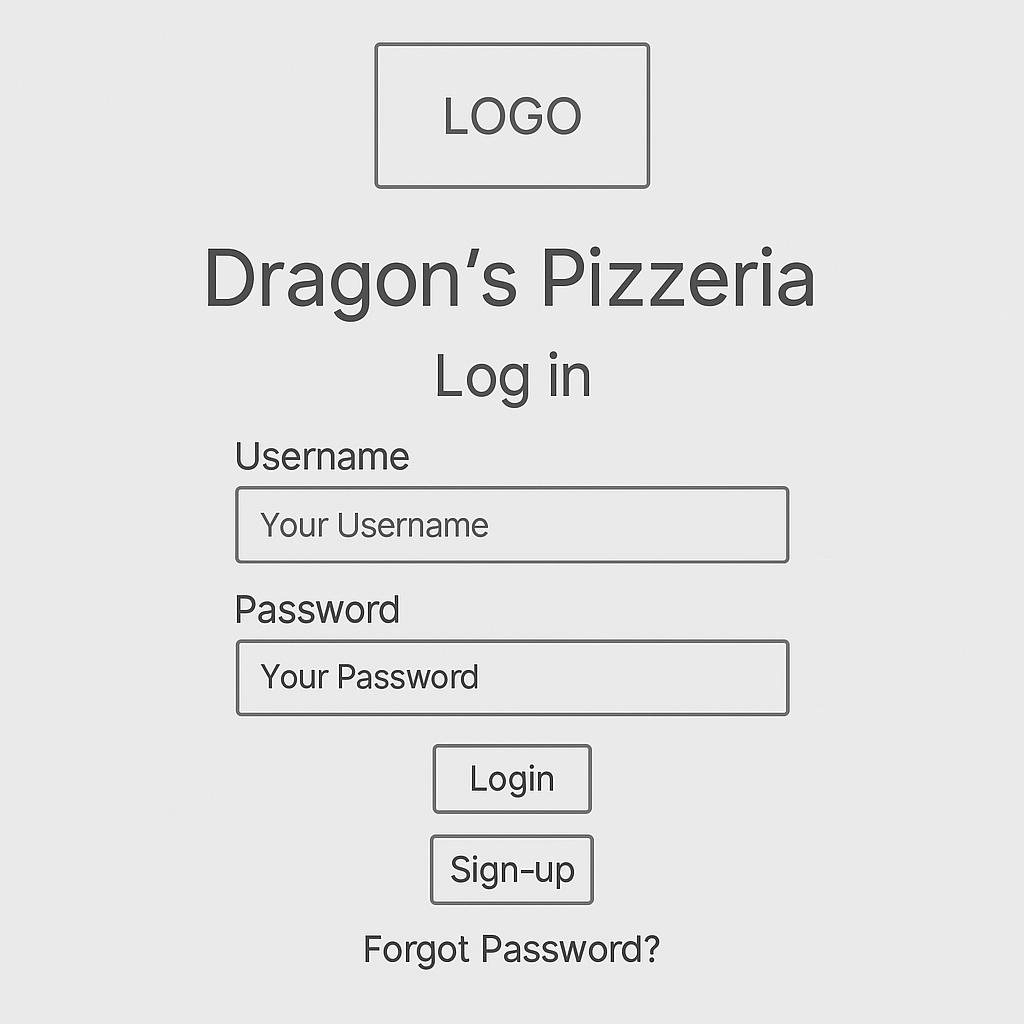 LOGO
Dragon's Pizzeria
Log in
Username
Your Username
Password
Your Password
Login
Sign-up
Forgot Password?